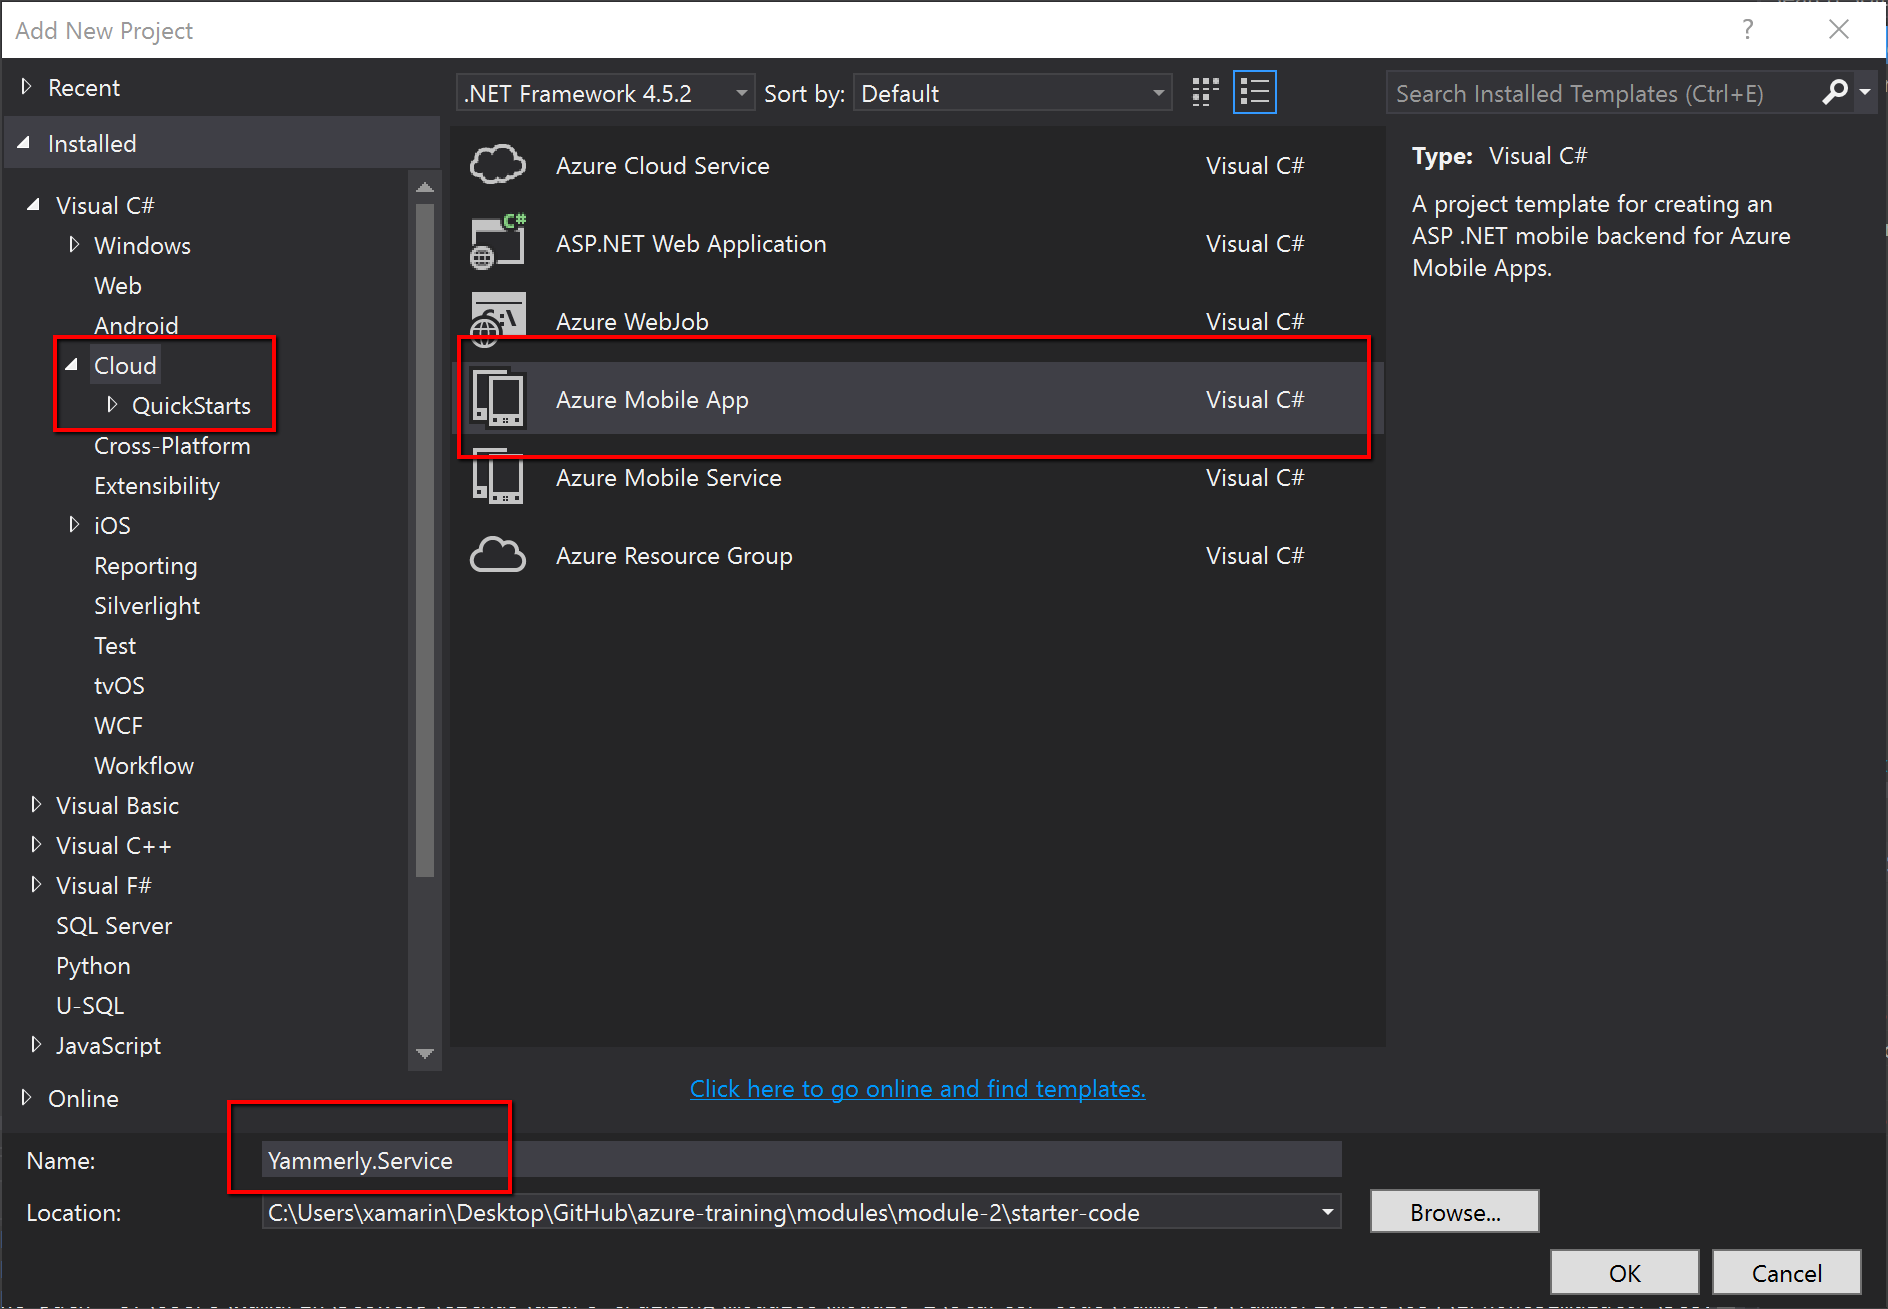 Add New Project
?
Recent
.NET Framework 4.5.2
Sort by:
Default
Search Installed Templates (Ctrl+E)
Installed
Visual C#
Windows
Web
Android
Cloud
QuickStarts
Cross-Platform
Extensibility
iOS
Reporting
Silverlight
Test
tvOS
WCF
Workflow
Visual Basic
Visual C++
Visual F#
SQL Server
Python
U-SQL
JavaScript
Online
Azure Cloud Service Visual C#
C#
ASP.NET Web Application Visual C#
Azure WebJob Visual C#
Azure Mobile App Visual C#
Azure Mobile Service Visual C#
Azure Resource Group Visual C#
Type: Visual C#
A project template for creating an
ASP .NET mobile backend for Azure
Mobile Apps.
Click here to go online and find templates.
Name: Yammerly.Service
Location: C:\Users\xamarin\Desktop\GitHub\azure-training\modules\module-2\starter-code
Browse...
OK
Cancel